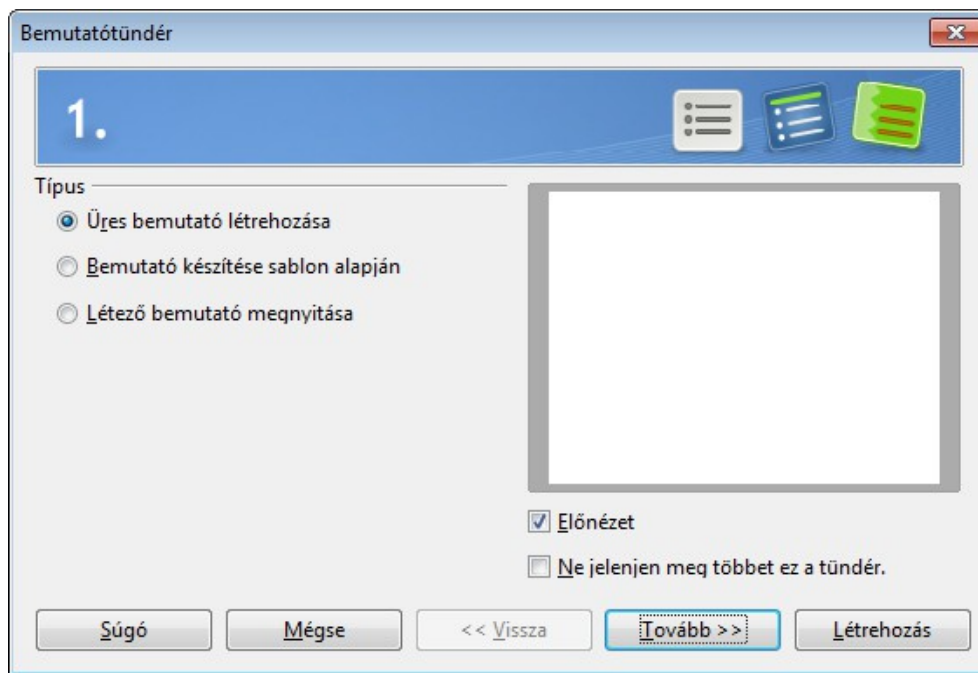 Bemutatótündér
1.
Típus
Üres bemutató létrehozása
Bemutató készítése sablon alapján
Létező bemutató megnyitása
Előnézet
Ne jelenjen meg többet ez a tündér.
Súgó
Mégse
<< Vissza
Tovább >>
Létrehozás